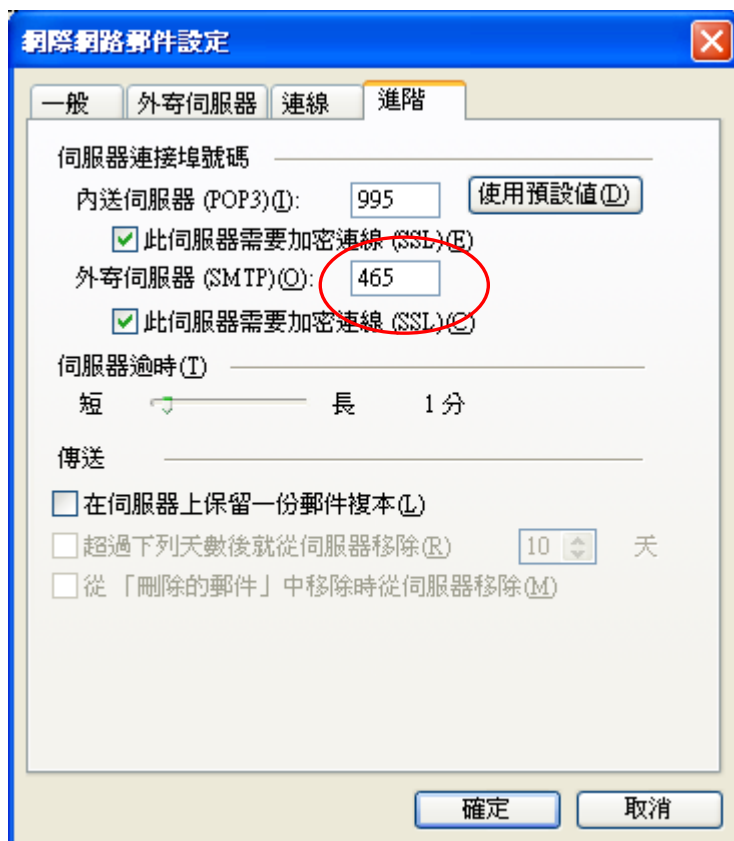 網際網路郵件設定
一般 外寄伺服器 連線 進階
伺服器連接埠號碼
內送伺服器 (POP3)(I): 995 使用預設值(D)
此伺服器需要加密連線 (SSL)(E)
外寄伺服器 (SMTP)(O): 465
此伺服器需要加密連線 (SSL)(C)
伺服器逾時(T)
短 長 1 分
傳送
在伺服器上保留一份郵件複本(L)
超過下列天數後就從伺服器移除(R) 10 天
從「刪除的郵件」中移除時從伺服器移除(M)
確定 取消